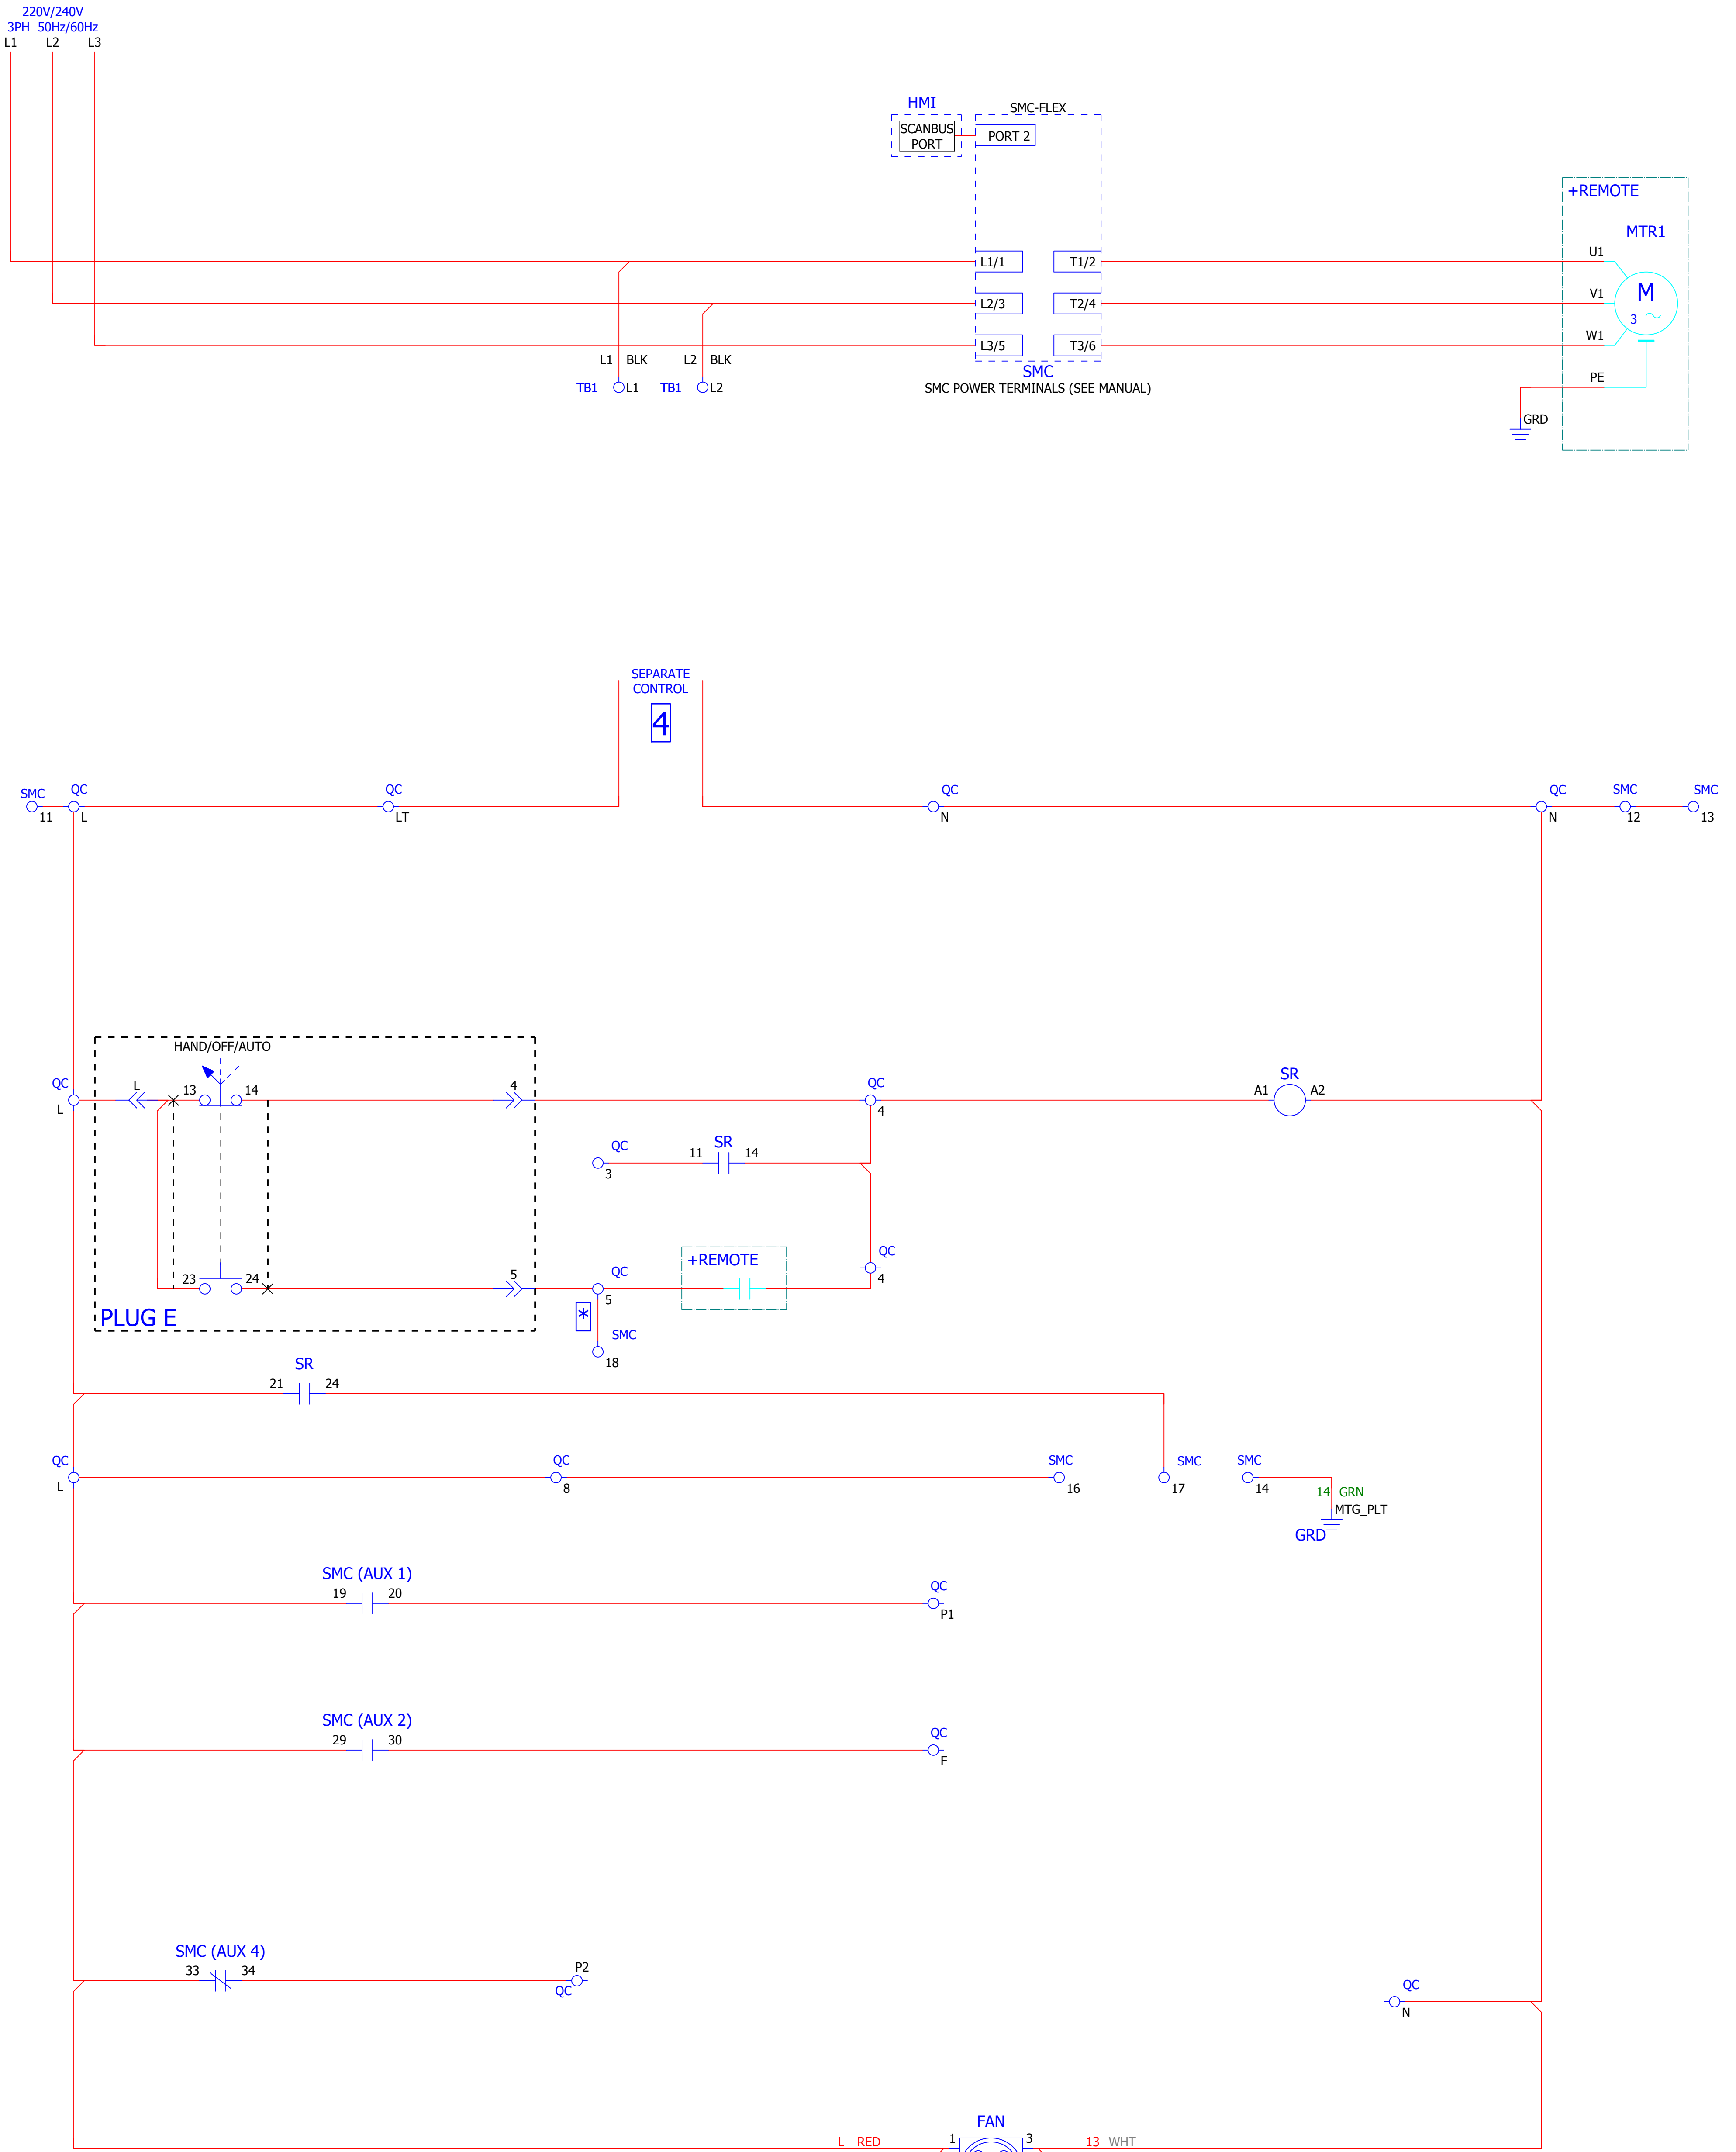 220V/240V
3PH 50Hz/60Hz
L1 L2 L3
HMI
SMC-FLEX
SCANBUS
PORT
PORT 2
+REMOTE
MTR1
L1/1 T1/2 U1
L2/3 T2/4 V1
M
3
L3/5 T3/6 W1
L1 BLK L2 BLK
SMC
TB1 L1 TB1 L2
SMC POWER TERMINALS (SEE MANUAL)
PE
GRD
SEPARATE
CONTROL
4
SMC QC QC QC QC SMC SMC
11 L LT N N 12 13
HAND/OFF/AUTO
QC L 13 14 4 QC SR
L 4 A1 A2
QC 11 SR 14
3
+REMOTE QC
4
23 24 5 QC
5
PLUG E
*
SMC
18
SR
21 24
QC QC SMC SMC SMC
L 8 16 17 14
14 GRN
MTG_PLT
GRD
SMC (AUX 1)
19 20 QC
P1
SMC (AUX 2)
29 30 QC
F
SMC (AUX 4)
33 34 P2
QC
QC
N
FAN
L RED 1 3 13 WHT